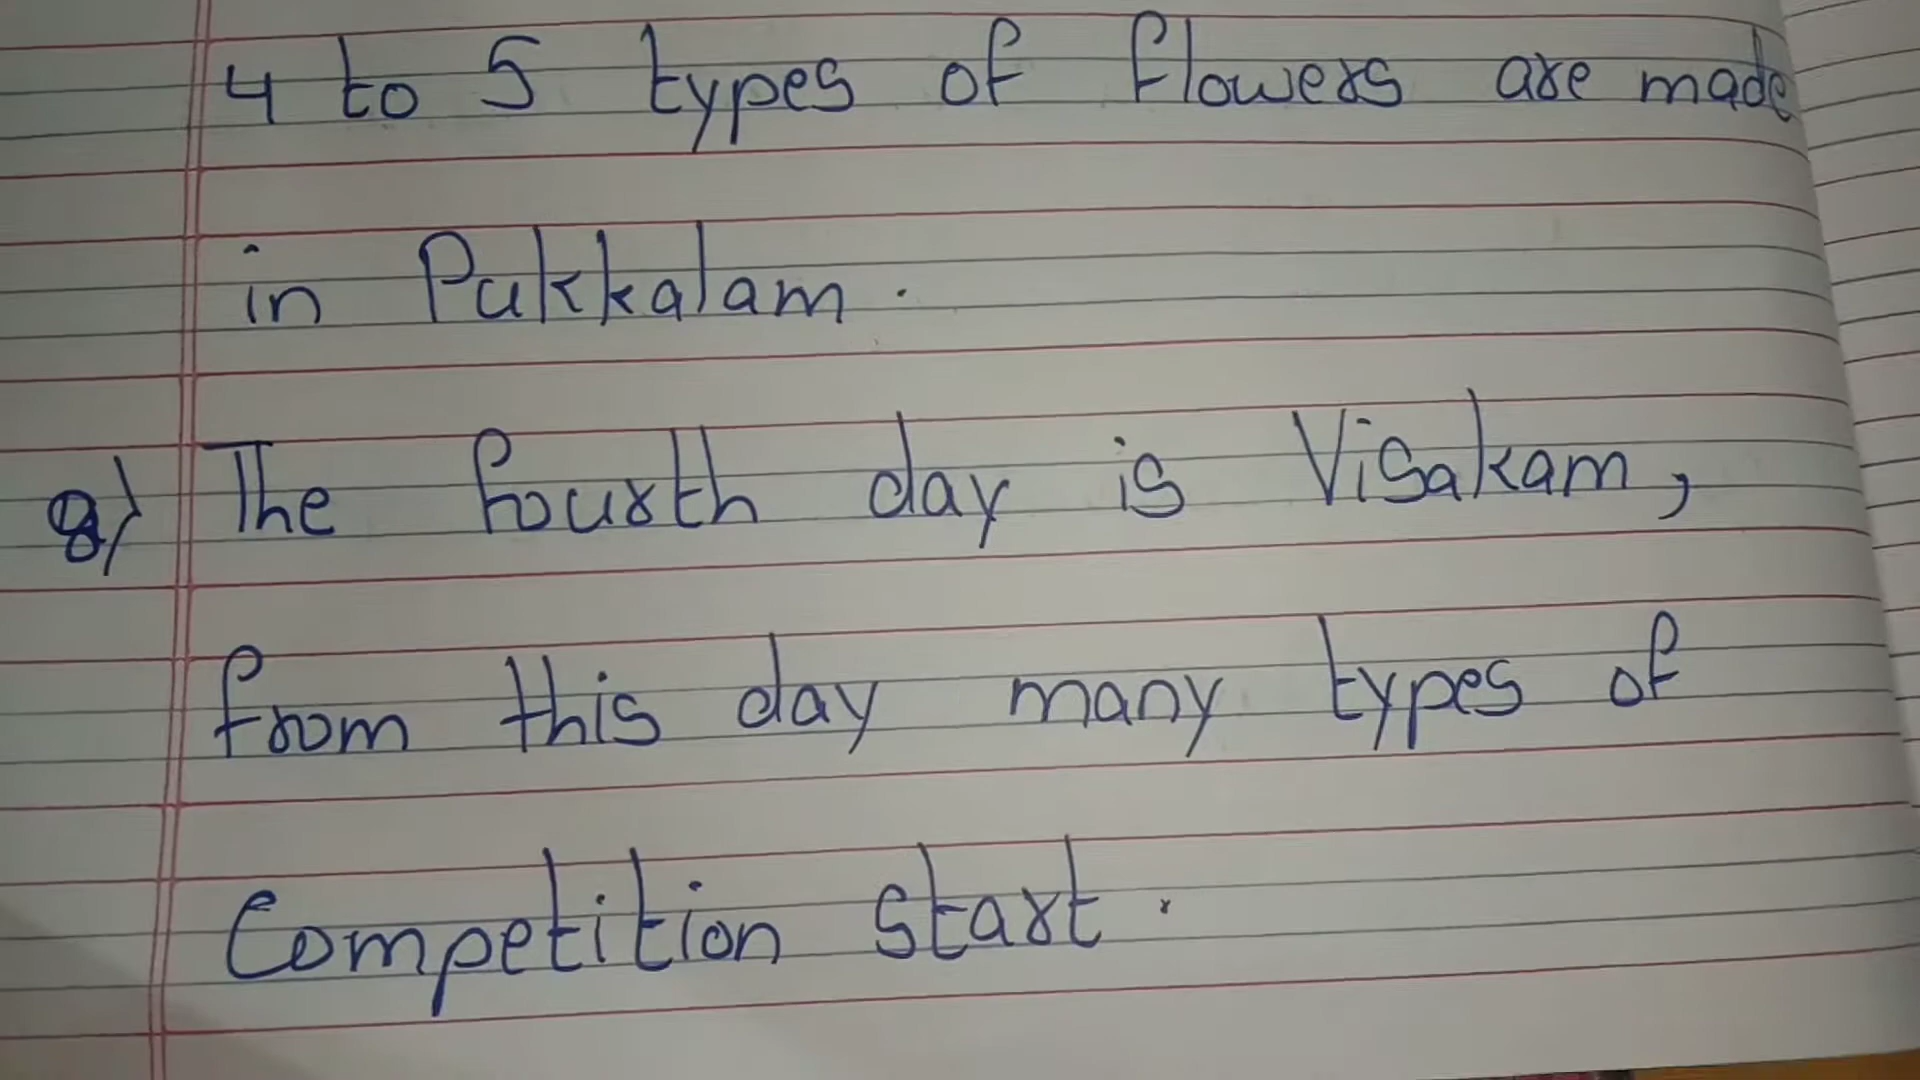 4 to 5 types of flowers are made
in Pukkalam.
8) The fourth day is Visakam,
from this day many types of
Competition start.